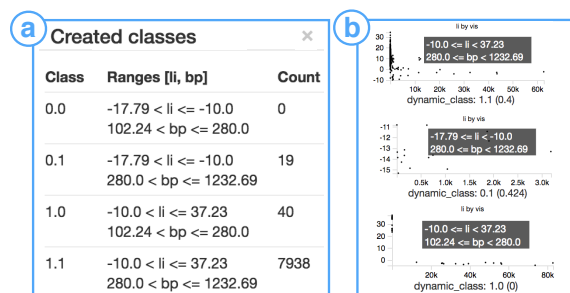 a
Created classes ×
Class Ranges [li, bp] Count
0.0 -17.79 < li <= -10.0 0
102.24 < bp <= 280.0
0.1 -17.79 < li <= -10.0 19
280.0 < bp <= 1232.69
1.0 -10.0 < li <= 37.23 40
102.24 < bp <= 280.0
1.1 -10.0 < li <= 37.23 7938
280.0 < bp <= 1232.69
b
li by vis
30
20
10
0
-10
-10.0 <= li < 37.23
280.0 <= bp < 1232.69
10k 20k 30k 40k 50k 60k
dynamic_class: 1.1 (0.4)
li by vis
-11
-12
-13
-14
-15
-17.79 <= li < -10.0
280.0 <= bp < 1232.69
0.5k 1.0k 1.5k 2.0k 2.5k 3.0k
dynamic_class: 0.1 (0.424)
li by vis
30
20
10
0
-10.0 <= li < 37.23
102.24 <= bp < 280.0
20k 40k 60k 80k
dynamic_class: 1.0 (0)